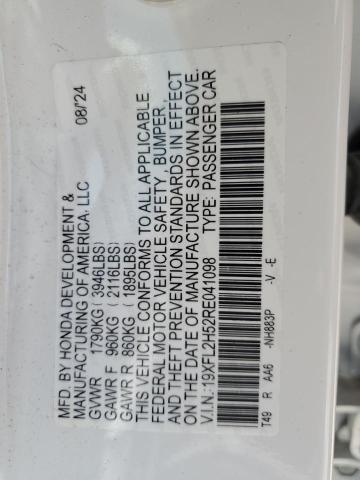 MFD. BY HONDA DEVELOPMENT &
MANUFACTURING OF AMERICA, LLC 08/24
GVWR 1790KG(3946LBS)
GAWR F 960KG (2116LBS)
GAWR R 860KG (1895LBS)
THIS VEHICLE CONFORMS TO ALL APPLICABLE
FEDERAL MOTOR VEHICLE SAFETY, BUMPER,
AND THEFT PREVENTION STANDARDS IN EFFECT
ON THE DATE OF MANUFACTURE SHOWN ABOVE.
V.I.N.: 19XFL2H52RE041098 TYPE: PASSENGER CAR
T49 R AA6 -NH883P -V -E